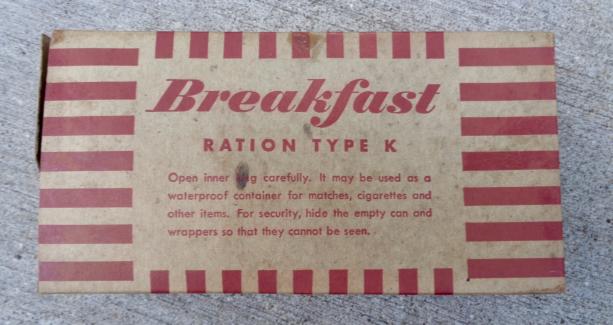 Breakfast
RATION TYPE K
Open inner carefully. It may be used as a
waterproof container for matches, cigarettes and
other items. For security, hide the empty can and
wrappers so that they cannot be seen.